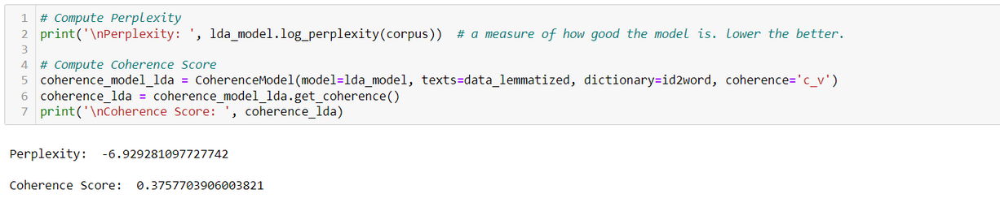 1 # Compute Perplexity
2 print('\nPerplexity: ', lda_model.log_perplexity(corpus))  # a measure of how good the model is. lower the better.
3
4 # Compute Coherence Score
5 coherence_model_lda = CoherenceModel(model=lda_model, texts=data_lemmatized, dictionary=id2word, coherence='c_v')
6 coherence_lda = coherence_model_lda.get_coherence()
7 print('\nCoherence Score: ', coherence_lda)
Perplexity:  -6.929281097727742
Coherence Score:  0.3757703906003821